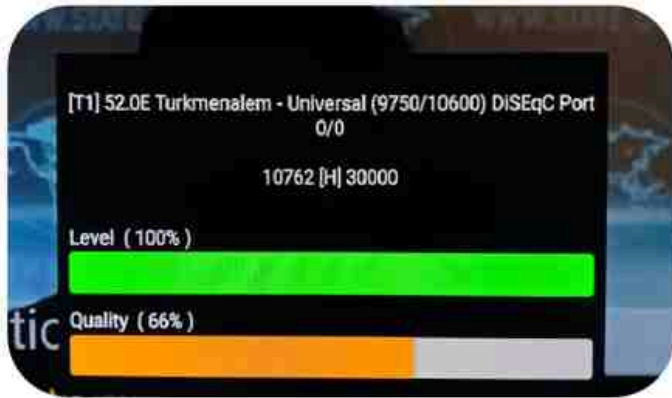 [T1] 52.0E Turkmenalem - Universal (9750/10600) DiSEqC Port
0/0
10762 [H] 30000
Level ( 100% )
tic
Quality ( 66% )